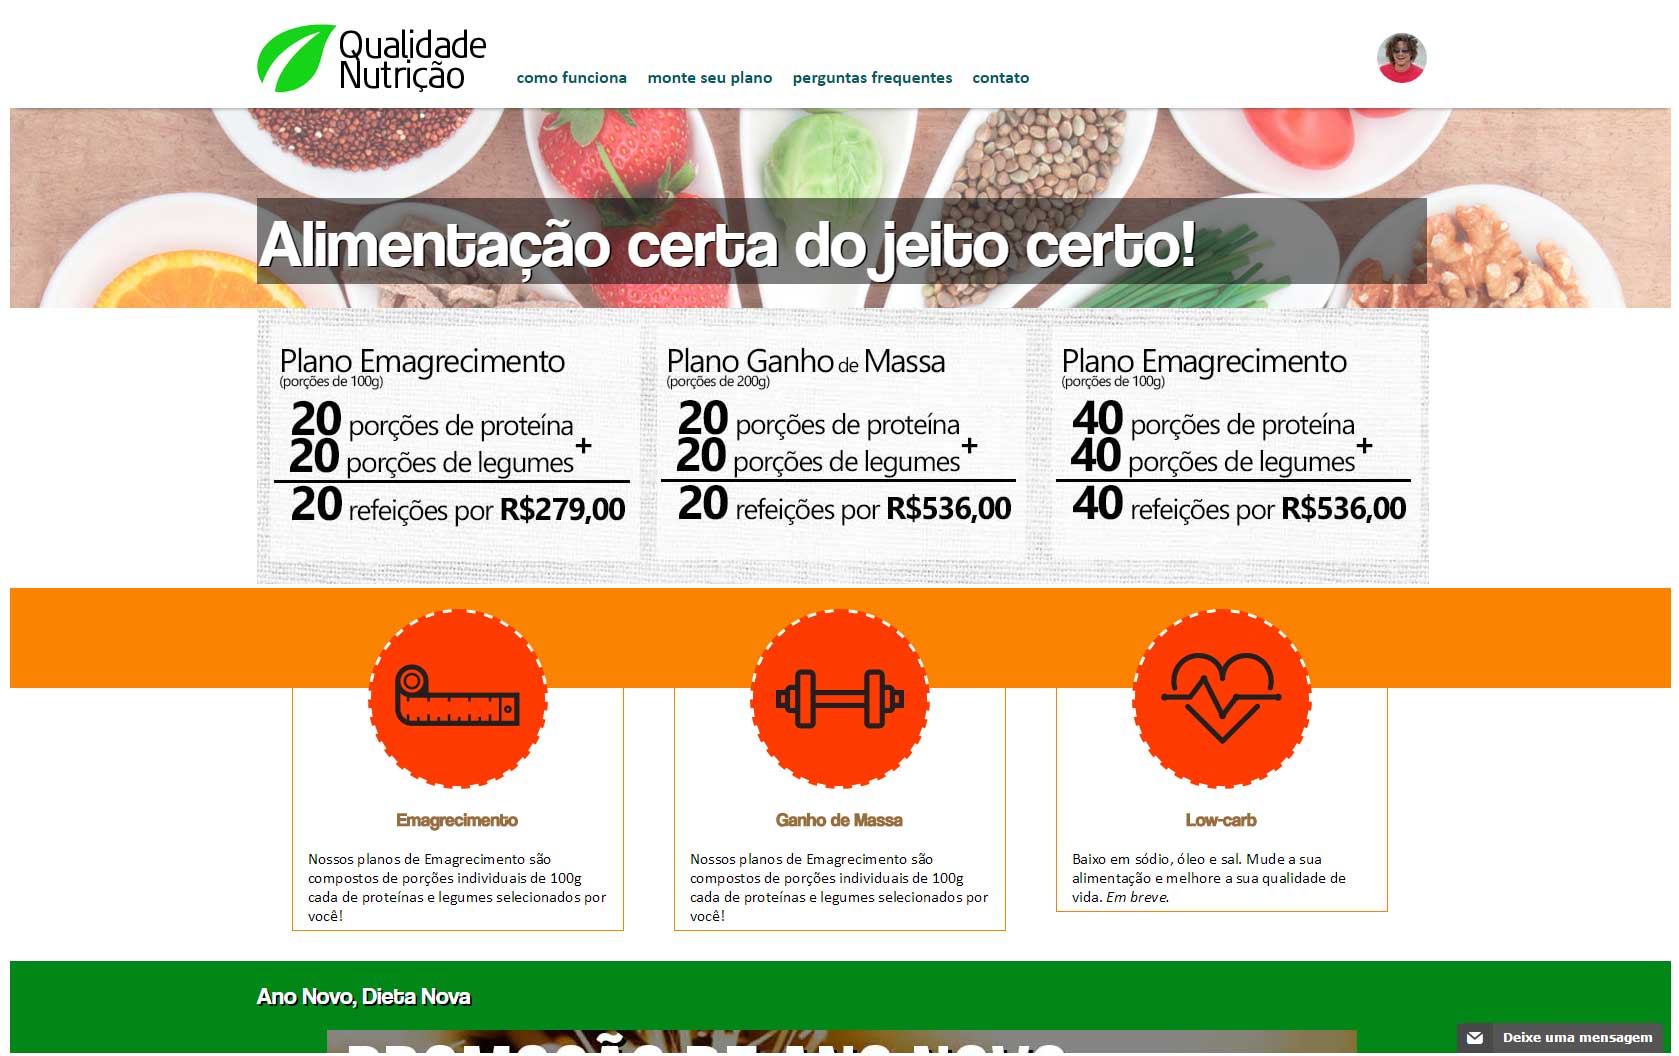 Qualidade
Nutrição
como funciona monte seu plano perguntas frequentes contato
Alimentação certa do jeito certo!
Plano Emagrecimento
(porções de 100g)
20 porções de proteína
20 porções de legumes +
20 refeições por R$279,00
Plano Ganho de Massa
(porções de 200g)
20 porções de proteína
20 porções de legumes +
20 refeições por R$536,00
Plano Emagrecimento
(porções de 100g)
40 porções de proteína
40 porções de legumes +
40 refeições por R$536,00
Emagrecimento
Nossos planos de Emagrecimento são
compostos de porções individuais de 100g
cada de proteínas e legumes selecionados por
você!
Ganho de Massa
Nossos planos de Emagrecimento são
compostos de porções individuais de 100g
cada de proteínas e legumes selecionados por
você!
Low-carb
Baixo em sódio, óleo e sal. Mude a sua
alimentação e melhore a sua qualidade de
vida. Em breve.
Ano Novo, Dieta Nova
PROMOÇÃO DE ANO NOVO
Deixe uma mensagem